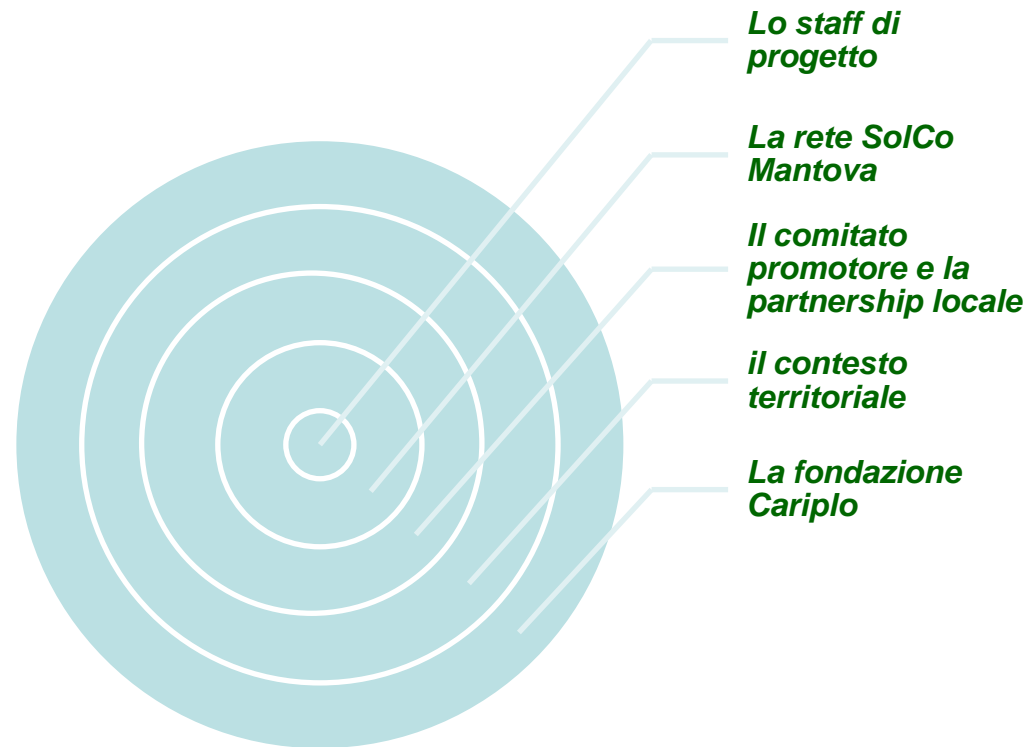 Lo staff di
progetto
La rete SolCo
Mantova
Il comitato
promotore e la
partnership locale
il contesto
territoriale
La fondazione
Cariplo